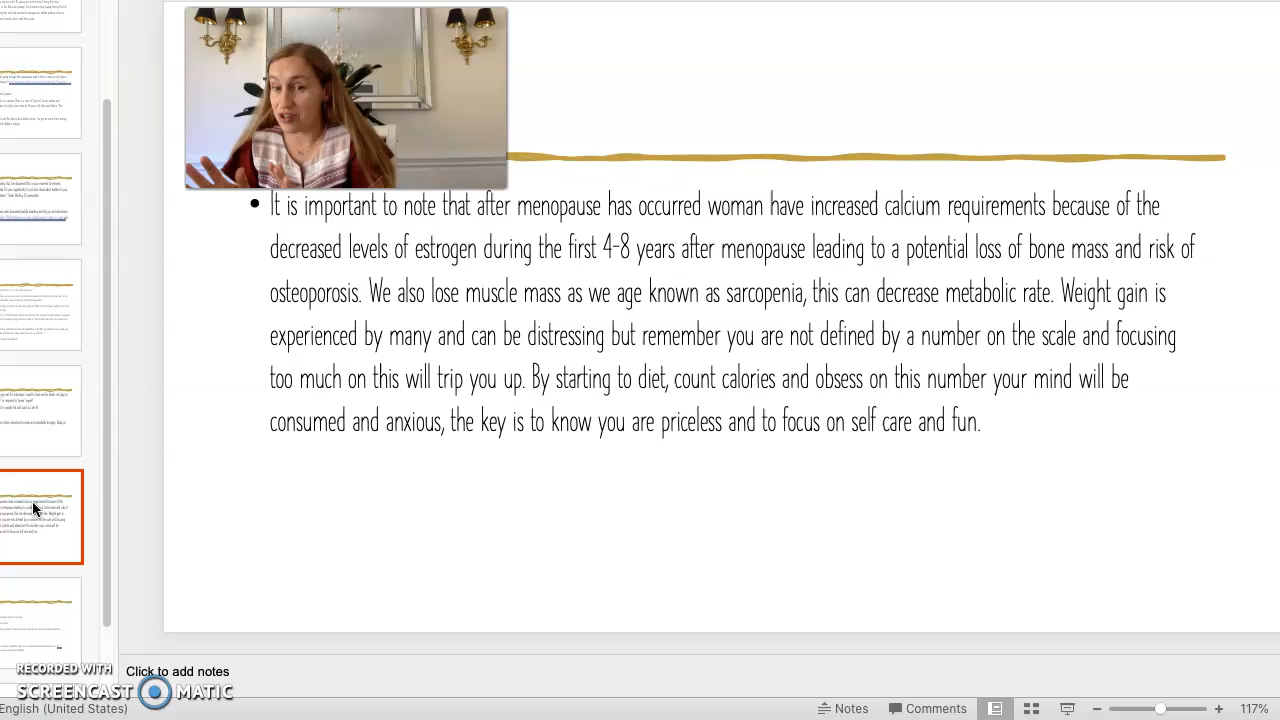 It is important to note that after menopause has occurred woman have increased calcium requirements because of the
decreased levels of estrogen during the first 4-8 years after menopause leading to a potential loss of bone mass and risk of
osteoporosis. We also lose muscle mass as we age known as sarcopenia, this can decrease metabolic rate. Weight gain is
experienced by many and can be distressing but remember you are not defined by a number on the scale and focusing
too much on this will trip you up. By starting to diet, count calories and obsess on this number your mind will be
consumed and anxious, the key is to know you are priceless and to focus on self care and fun.
Click to add notes
RECORDED WITH
SCREENCAST MATIC
English (United States)
Notes
Comments
117%